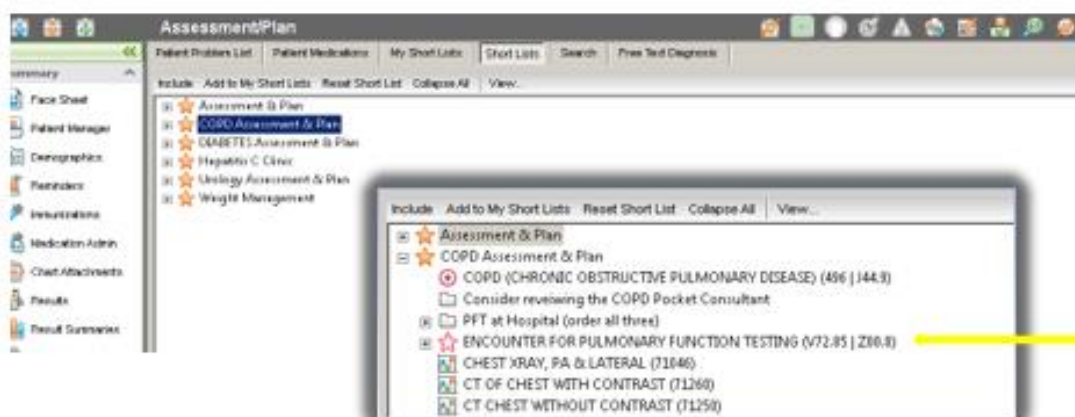 Assessment/Plan
Patient Problem List Patient Medications My Short Lists Short Lists Search Free Text Diagnosis
Include Add to My Short Lists Reset Short List Collapse All View...
Summary
Face Sheet
Patient Manager
Demographics
Reminders
Immunizations
Medication Admin
Chart Attachments
Results
Result Summaries
Assessment & Plan
COPD Assessment & Plan
DIABETES Assessment & Plan
Hepatitis C Clinic
Urology Assessment & Plan
Weight Management
Include Add to My Short Lists Reset Short List Collapse All View...
Assessment & Plan
COPD Assessment & Plan
COPD (CHRONIC OBSTRUCTIVE PULMONARY DISEASE) (496 | J44.9)
Consider reveiwing the COPD Pocket Consultant
PFT at Hospital (order all three)
ENCOUNTER FOR PULMONARY FUNCTION TESTING (V72.85 | Z00.8)
CHEST XRAY, PA & LATERAL (71046)
CT OF CHEST WITH CONTRAST (71260)
CT CHEST WITHOUT CONTRAST (71250)